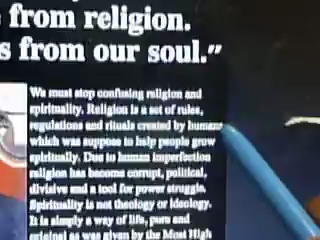 from religion.
s from our soul."
We must stop confusing religion and
spirituality. Religion is a set of rules,
regulations and rituals created by humans
which was suppose to help people grow
spiritually. Due to human imperfection
religion has become corrupt, political,
divisive and a tool for power struggle.
Spirituality is not theology or ideology.
It is simply a way of life, pure and
original as was given by the Most High